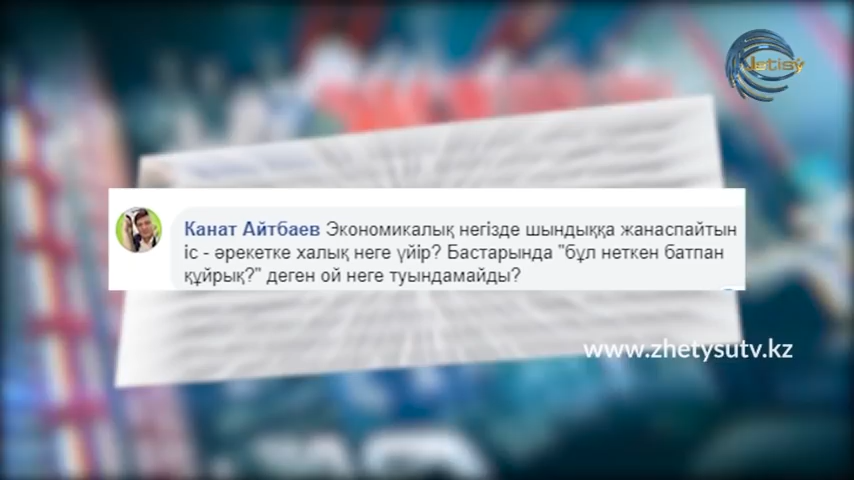 Jetisý
Канат Айтбаев Экономикалық негізде шындыққа жанаспайтын
іс - әрекетке халық неге үйір? Бастарында "бұл неткен батпан
құйрық?" деген ой неге туындамайды?
www.zhetysutv.kz